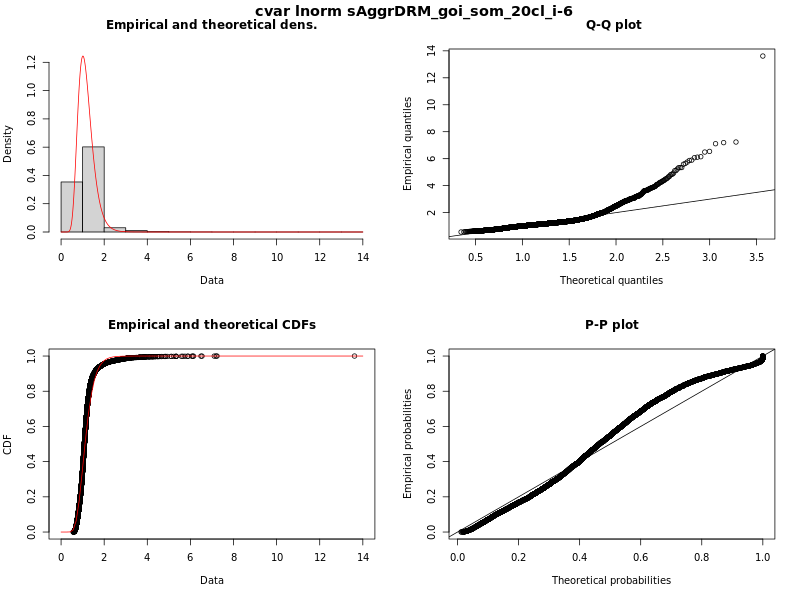 cvar lnorm sAggrDRM_goi_som_20cl_i-6
Empirical and theoretical dens.
Density
0.0 0.2 0.4 0.6 0.8 1.0 1.2
0 2 4 6 8 10 12 14
Data
Q-Q plot
Empirical quantiles
2 4 6 8 10 12 14
0.5 1.0 1.5 2.0 2.5 3.0 3.5
Theoretical quantiles
Empirical and theoretical CDFs
CDF
0.0 0.2 0.4 0.6 0.8 1.0
0 2 4 6 8 10 12 14
Data
P-P plot
Empirical probabilities
0.0 0.2 0.4 0.6 0.8 1.0
0.0 0.2 0.4 0.6 0.8 1.0
Theoretical probabilities